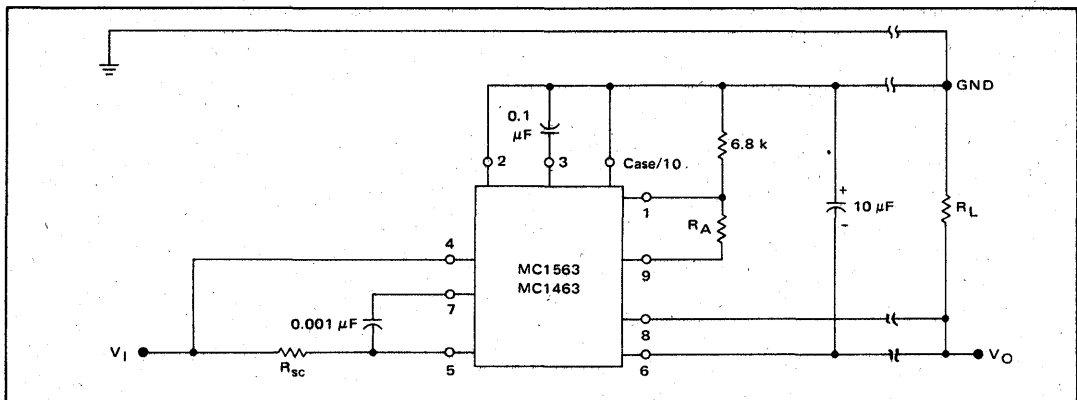 GND
0.1
µF
6.8 k
2
3
Case/10
1
R_A
+
10 µF
−
R_L
4
9
MC1563
MC1463
7
0.001 µF
8
V_I
R_sc
5
6
V_O